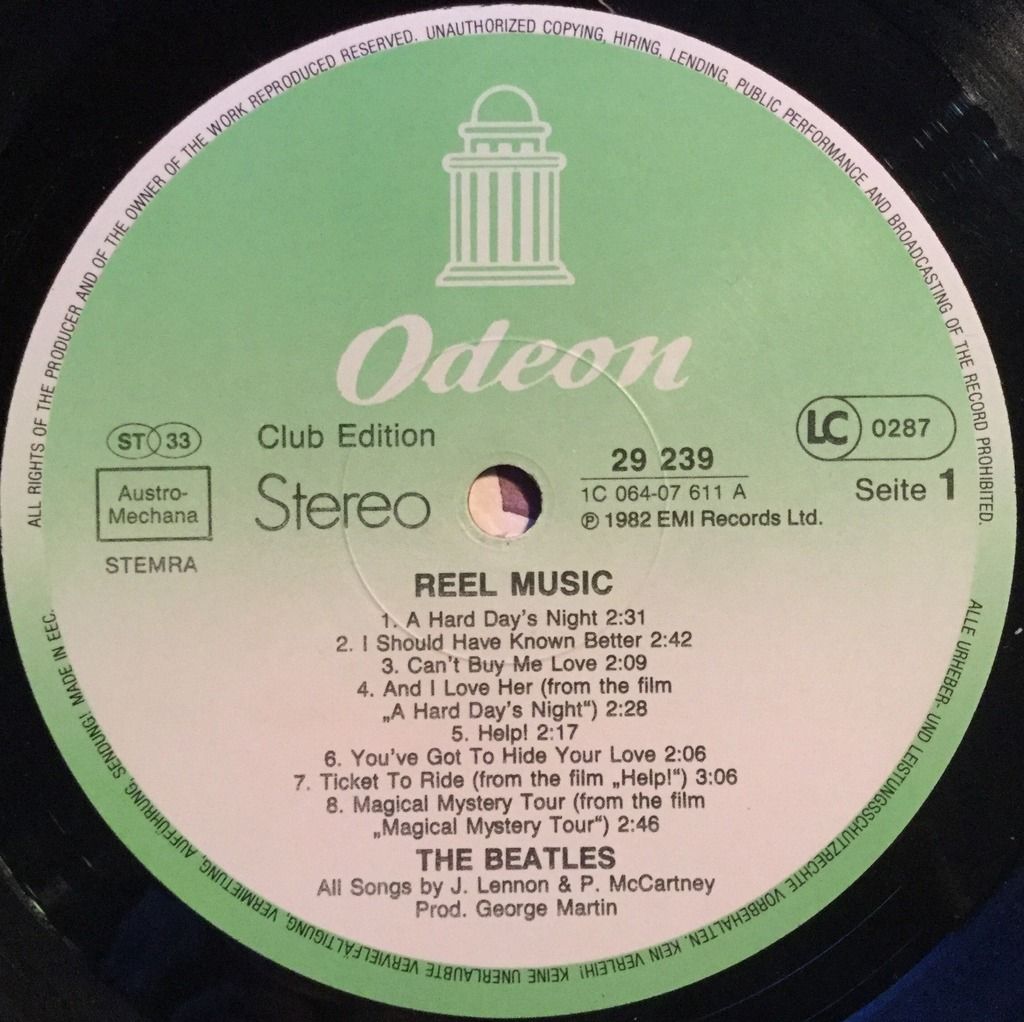 ALL RIGHTS OF THE PRODUCER AND OF THE OWNER OF THE WORK REPRODUCED RESERVED. UNAUTHORIZED COPYING, HIRING, LENDING, PUBLIC PERFORMANCE AND BROADCASTING OF THE RECORD PROHIBITED.
Odeon
ST 33
Club Edition
Austro-
Mechana
Stereo
STEMRA
29 239
1C 064-07 611 A
℗ 1982 EMI Records Ltd.
LC 0287
Seite 1
REEL MUSIC
1. A Hard Day's Night 2:31
2. I Should Have Known Better 2:42
3. Can't Buy Me Love 2:09
4. And I Love Her (from the film
„A Hard Day's Night“) 2:28
5. Help! 2:17
6. You've Got To Hide Your Love 2:06
7. Ticket To Ride (from the film „Help!“) 3:06
8. Magical Mystery Tour (from the film
„Magical Mystery Tour“) 2:46
THE BEATLES
All Songs by J. Lennon & P. McCartney
Prod. George Martin
ALLE URHEBER- UND LEISTUNGSSCHUTZRECHTE VORBEHALTEN. KEIN VERLEIH! KEINE UNERLAUBTE VERVIELFÄLTIGUNG, VERMIETUNG, AUFFÜHRUNG, SENDUNG! MADE IN EEC.